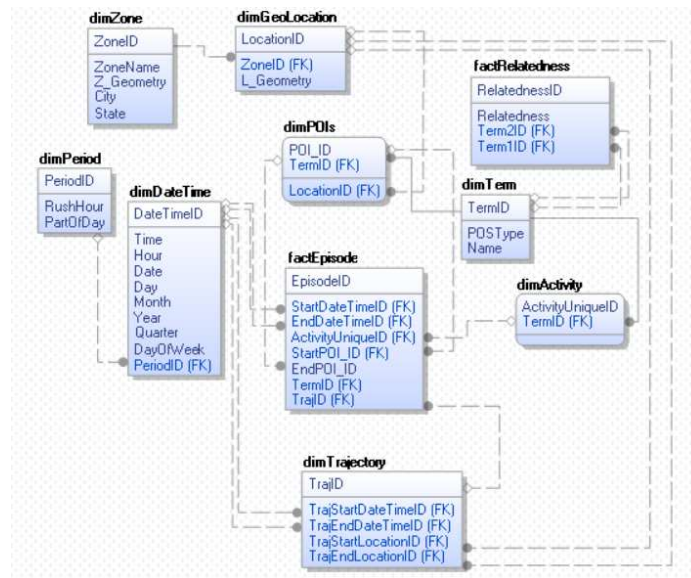 dimZone
ZoneID
ZoneName
Z_Geometry
City
State
dimGeoLocation
LocationID
ZoneID (FK)
L_Geometry
factRelatedness
RelatednessID
Relatedness
Term2ID (FK)
Term1ID (FK)
dimPOIs
POI_ID
TermID (FK)
LocationID (FK)
dimPeriod
PeriodID
RushHour
PartOfDay
dimDateTime
DateTimeID
Time
Hour
Date
Day
Month
Year
Quarter
DayOfWeek
PeriodID (FK)
dimTerm
TermID
POSType
Name
factEpisode
EpisodeID
StartDateTimeID (FK)
EndDateTimeID (FK)
ActivityUniqueID (FK)
StartPOI_ID (FK)
EndPOI_ID
TermID (FK)
TrajID (FK)
dimActivity
ActivityUniqueID
TermID (FK)
dimTrajectory
TrajID
TrajStartDateTimeID (FK)
TrajEndDateTimeID (FK)
TrajStartLocationID (FK)
TrajEndLocationID (FK)